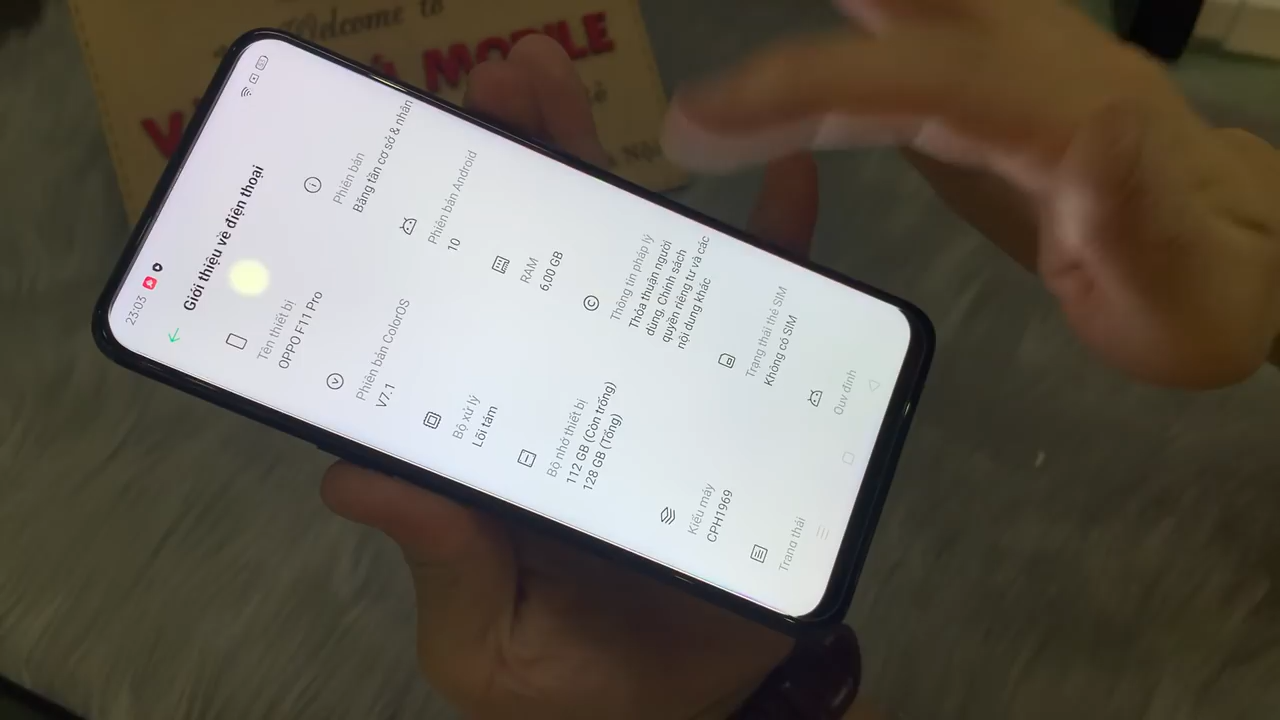 Welcome to
MOBILE
23:03
Giới thiệu về điện thoại
Tên thiết bị
OPPO F11 Pro
Phiên bản
Băng tần cơ sở & nhân
Phiên bản ColorOS
V7.1
Phiên bản Android
10
Bộ xử lý
Lõi tám
RAM
6,00 GB
Bộ nhớ thiết bị
112 GB (Còn trống)
128 GB (Tổng)
Thông tin pháp lý
Thỏa thuận người
dùng, Chính sách
quyền riêng tư và các
nội dung khác
Kiểu máy
CPH1969
Trạng thái thẻ SIM
Không có SIM
Trạng thái
Quy định